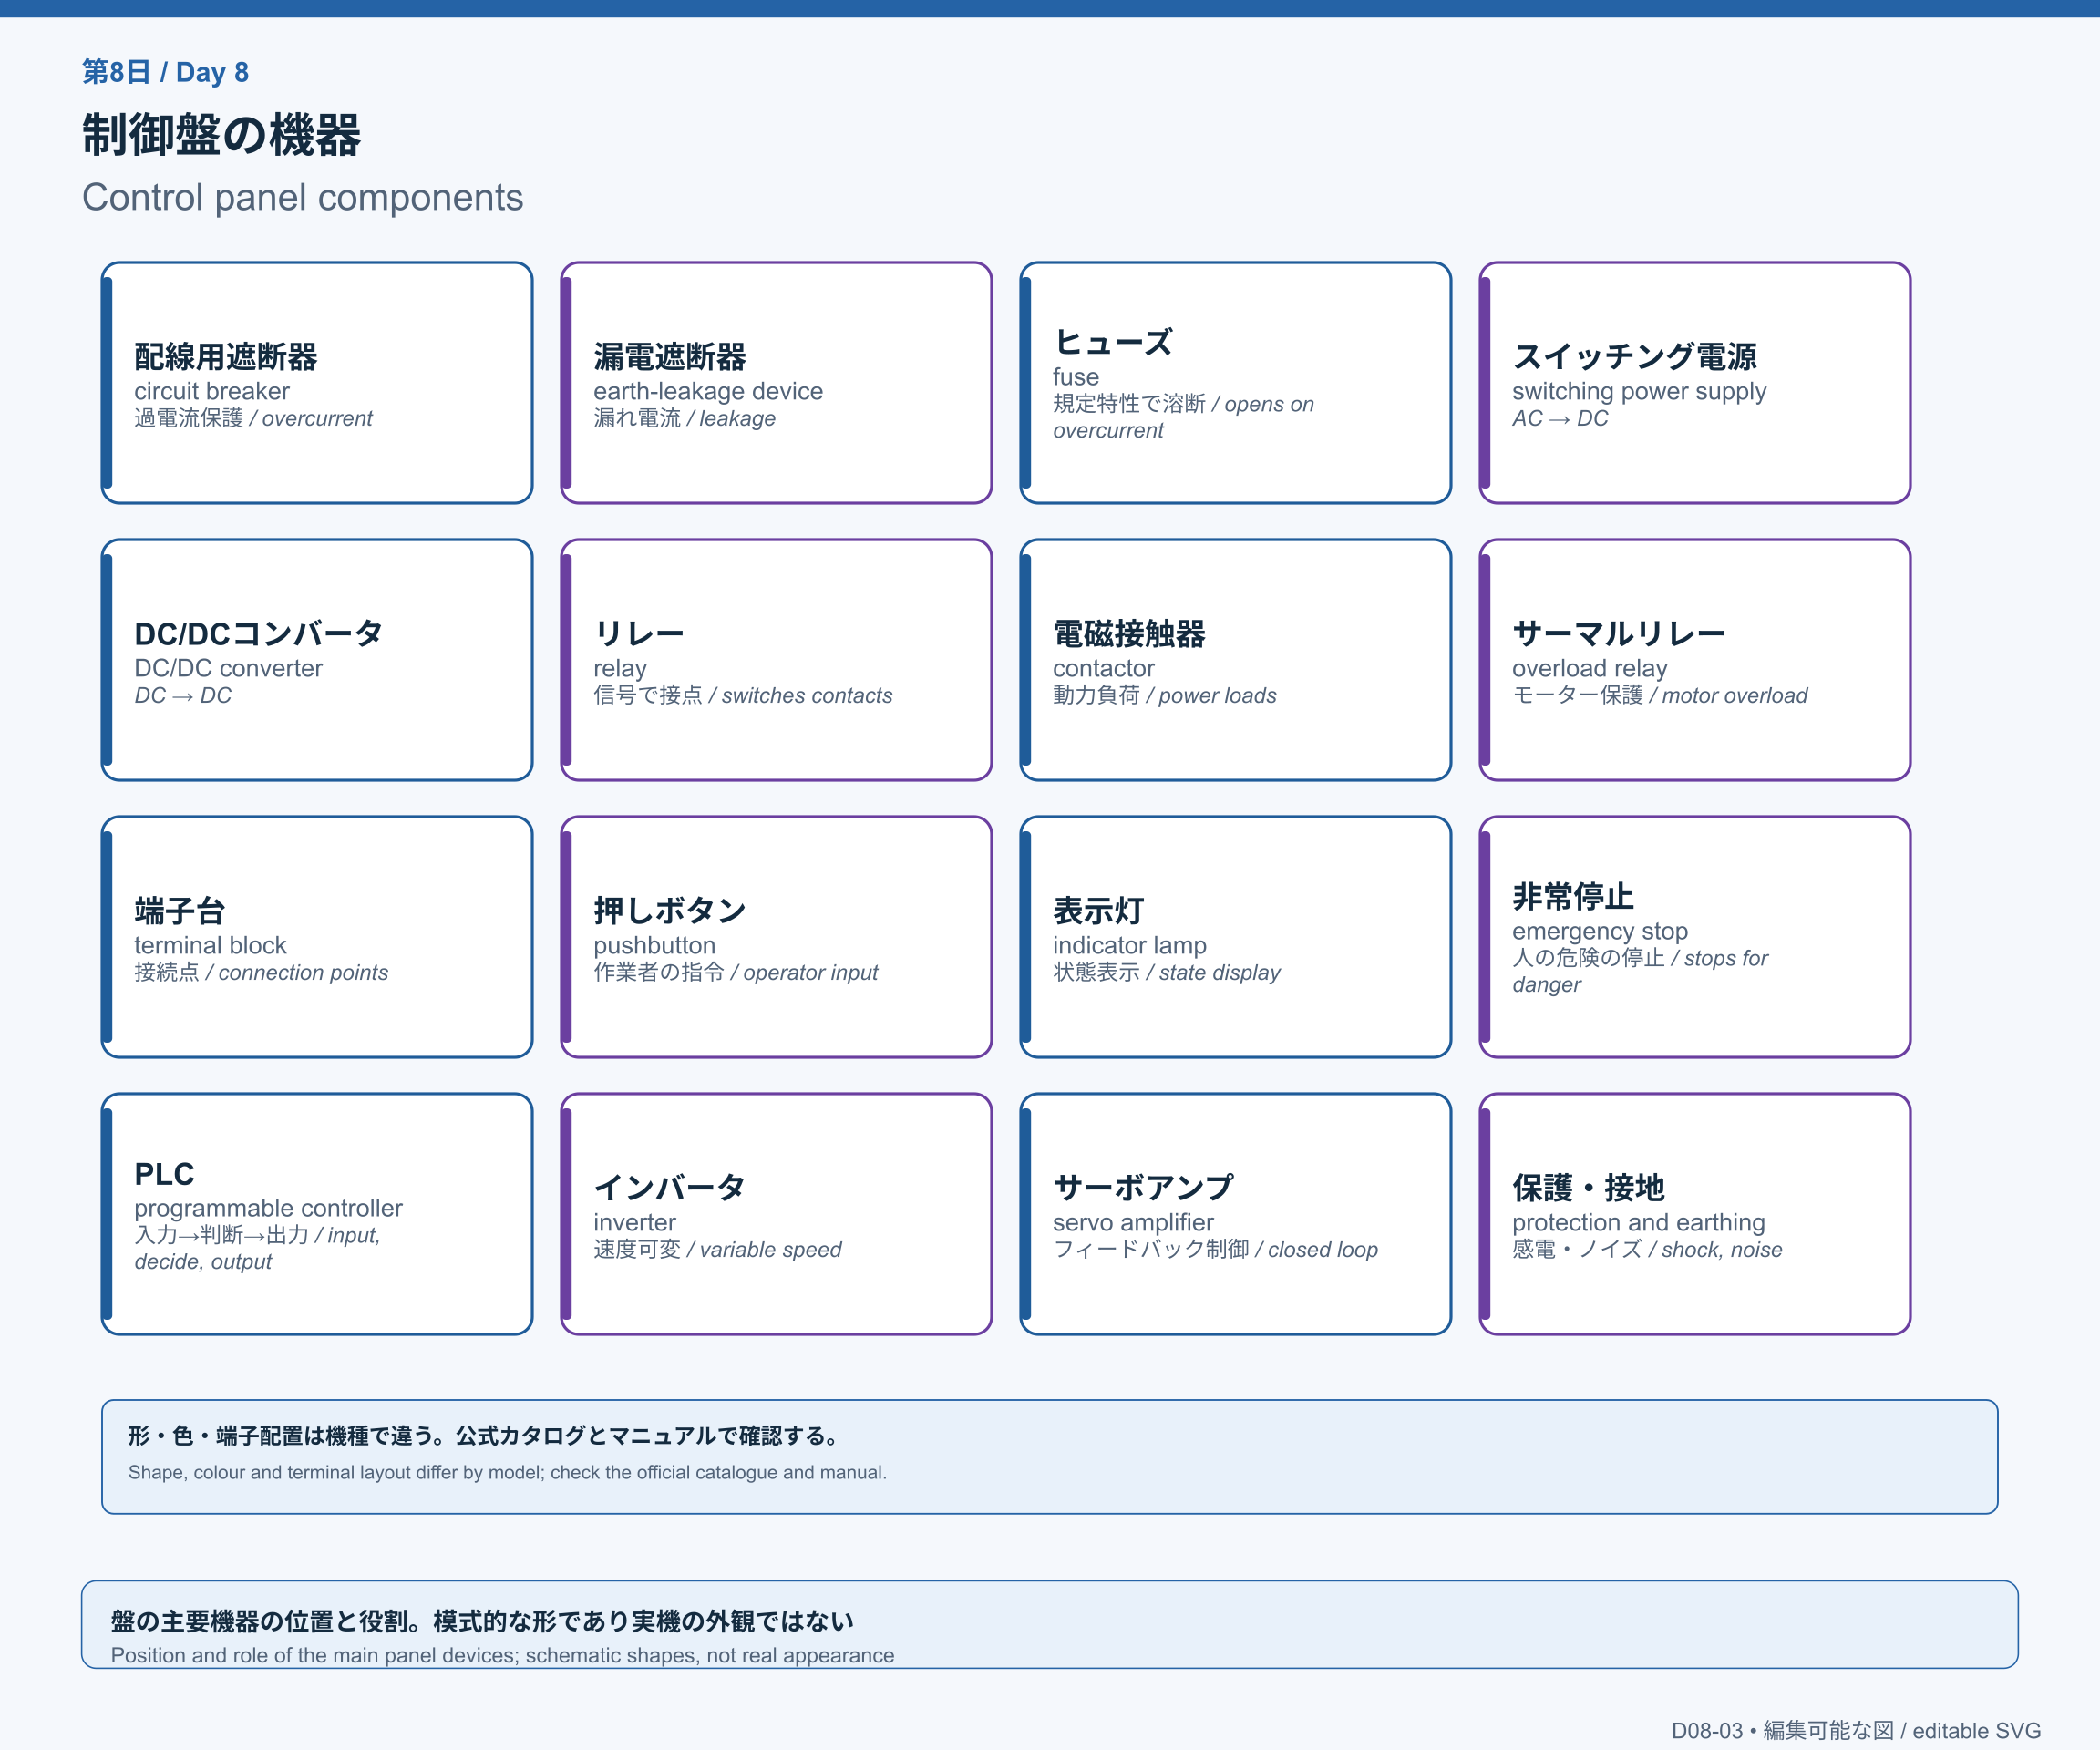 第8日 / Day 8
制御盤の機器
Control panel components
配線用遮断器
circuit breaker
過電流保護 / overcurrent
漏電遮断器
earth-leakage device
漏れ電流 / leakage
ヒューズ
fuse
規定特性で溶断 / opens on
overcurrent
スイッチング電源
switching power supply
AC → DC
DC/DCコンバータ
DC/DC converter
DC → DC
リレー
relay
信号で接点 / switches contacts
電磁接触器
contactor
動力負荷 / power loads
サーマルリレー
overload relay
モーター保護 / motor overload
端子台
terminal block
接続点 / connection points
押しボタン
pushbutton
作業者の指令 / operator input
表示灯
indicator lamp
状態表示 / state display
非常停止
emergency stop
人の危険の停止 / stops for
danger
PLC
programmable controller
入力→判断→出力 / input,
decide, output
インバータ
inverter
速度可変 / variable speed
サーボアンプ
servo amplifier
フィードバック制御 / closed loop
保護・接地
protection and earthing
感電・ノイズ / shock, noise
形・色・端子配置は機種で違う。公式カタログとマニュアルで確認する。
Shape, colour and terminal layout differ by model; check the official catalogue and manual.
盤の主要機器の位置と役割。模式的な形であり実機の外観ではない
Position and role of the main panel devices; schematic shapes, not real appearance
D08-03 • 編集可能な図 / editable SVG